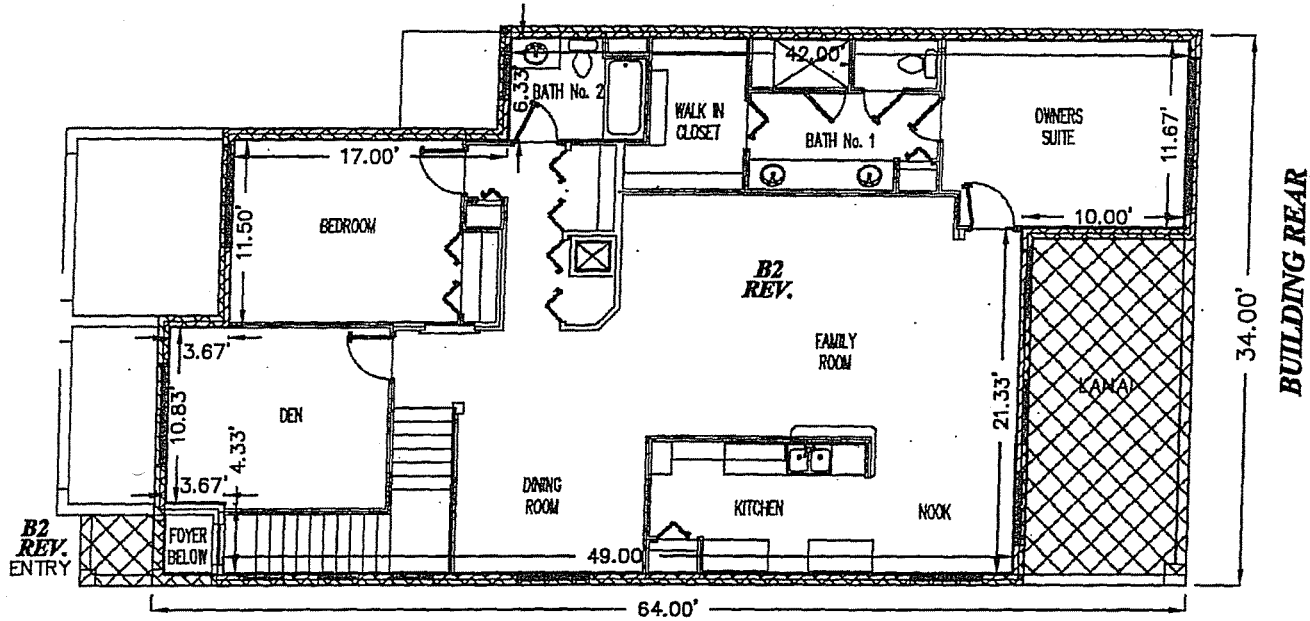 42.00'
6.33'
BATH No. 2
WALK IN
CLOSET
BATH No. 1
OWNERS
SUITE
11.67'
17.00'
BEDROOM
11.50'
10.00'
B2
REV.
FAMILY
ROOM
34.00'
BUILDING REAR
3.67'
DEN
10.83'
4.33'
3.67'
21.33'
LANAI
DINING
ROOM
KITCHEN
NOOK
B2
REV.
ENTRY
FOYER
BELOW
49.00
64.00'